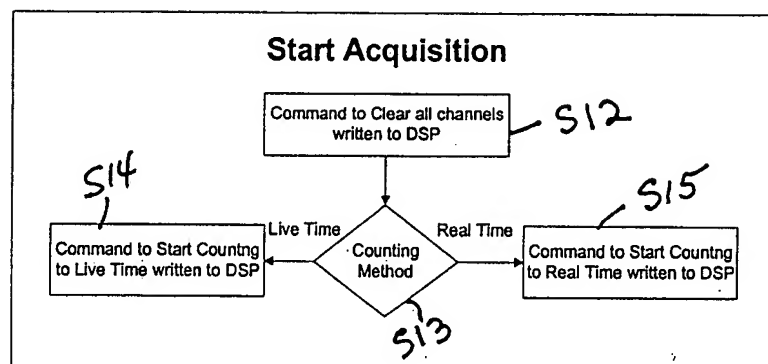 Start Acquisition
Command to Clear all channels
written to DSP
S12
S14
S15
Live Time
Real Time
Command to Start Countng
to Live Time written to DSP
Counting
Method
Command to Start Countng
to Real Time written to DSP
S13